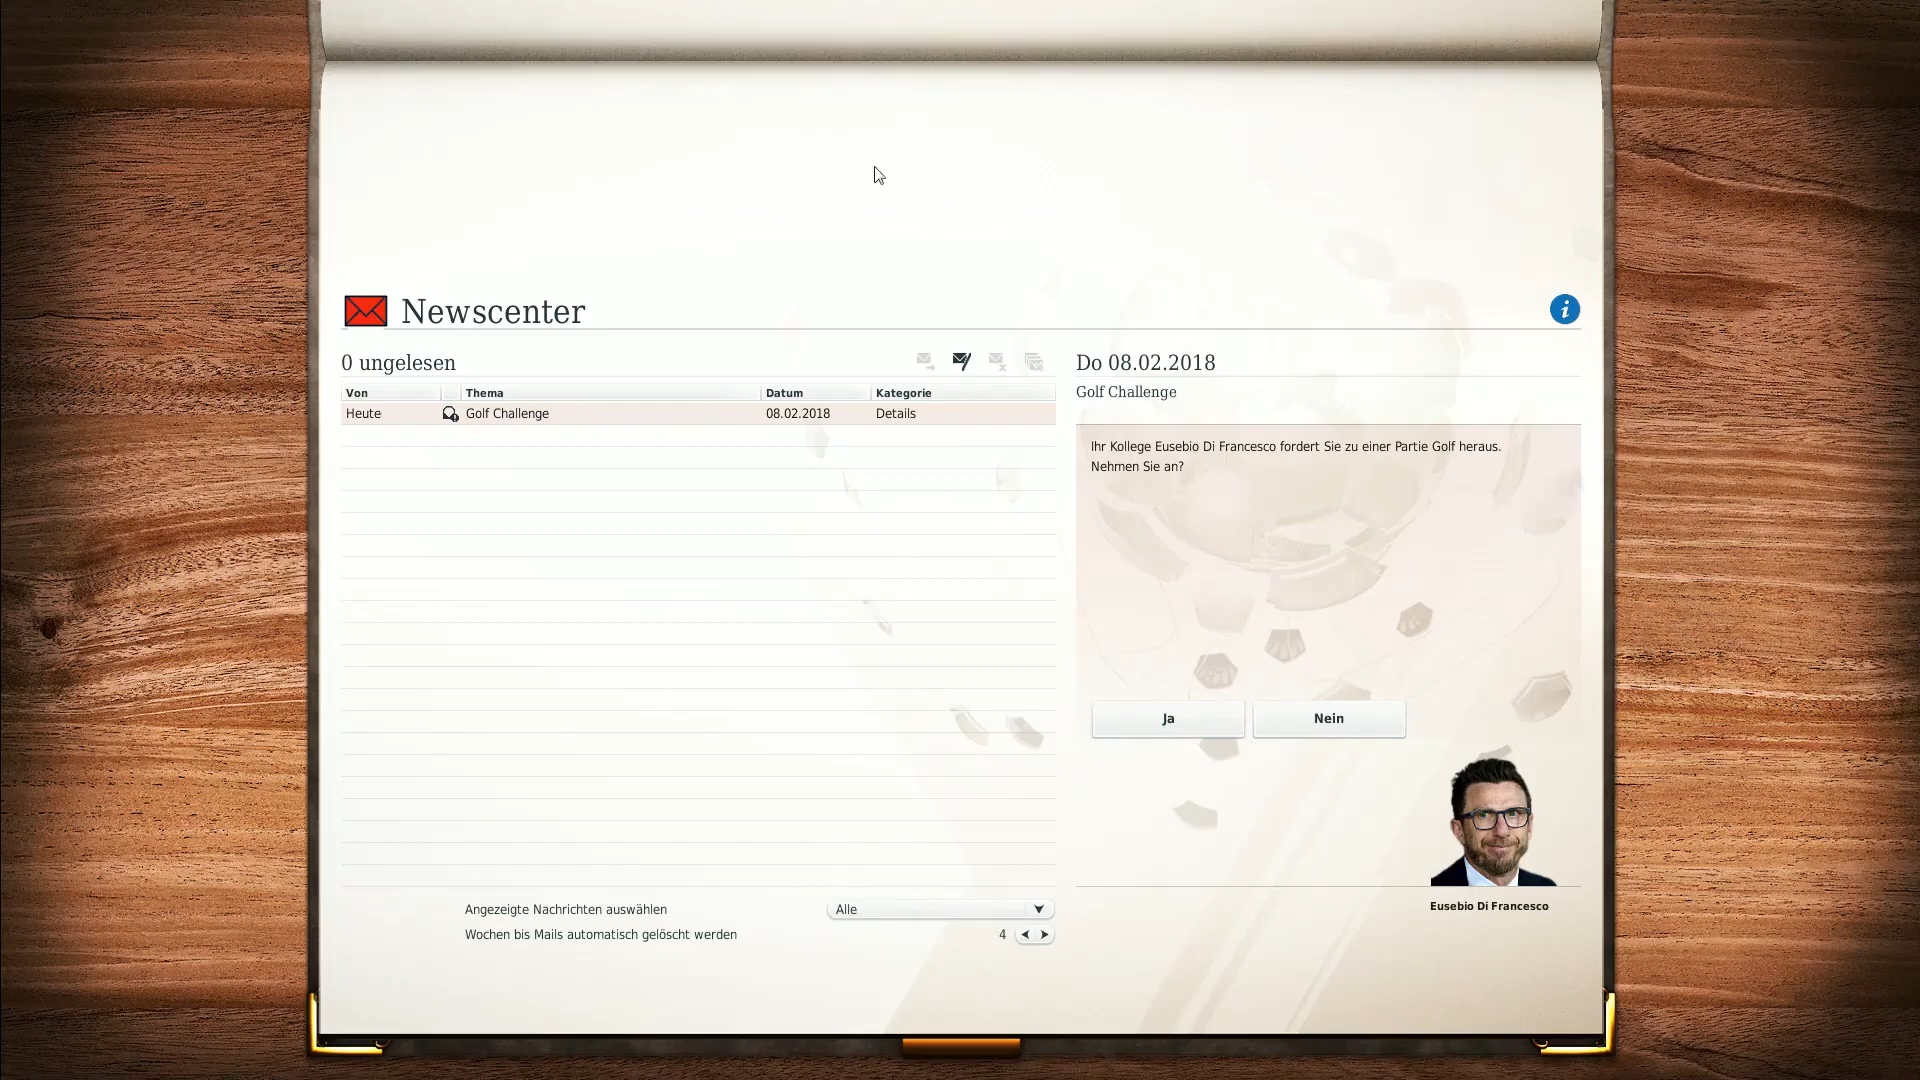 Newscenter
0 ungelesen
Von Thema Datum Kategorie
Heute Golf Challenge 08.02.2018 Details
Angezeigte Nachrichten auswählen Alle
Wochen bis Mails automatisch gelöscht werden 4
Do 08.02.2018
Golf Challenge
Ihr Kollege Eusebio Di Francesco fordert Sie zu einer Partie Golf heraus.
Nehmen Sie an?
Ja Nein
Eusebio Di Francesco